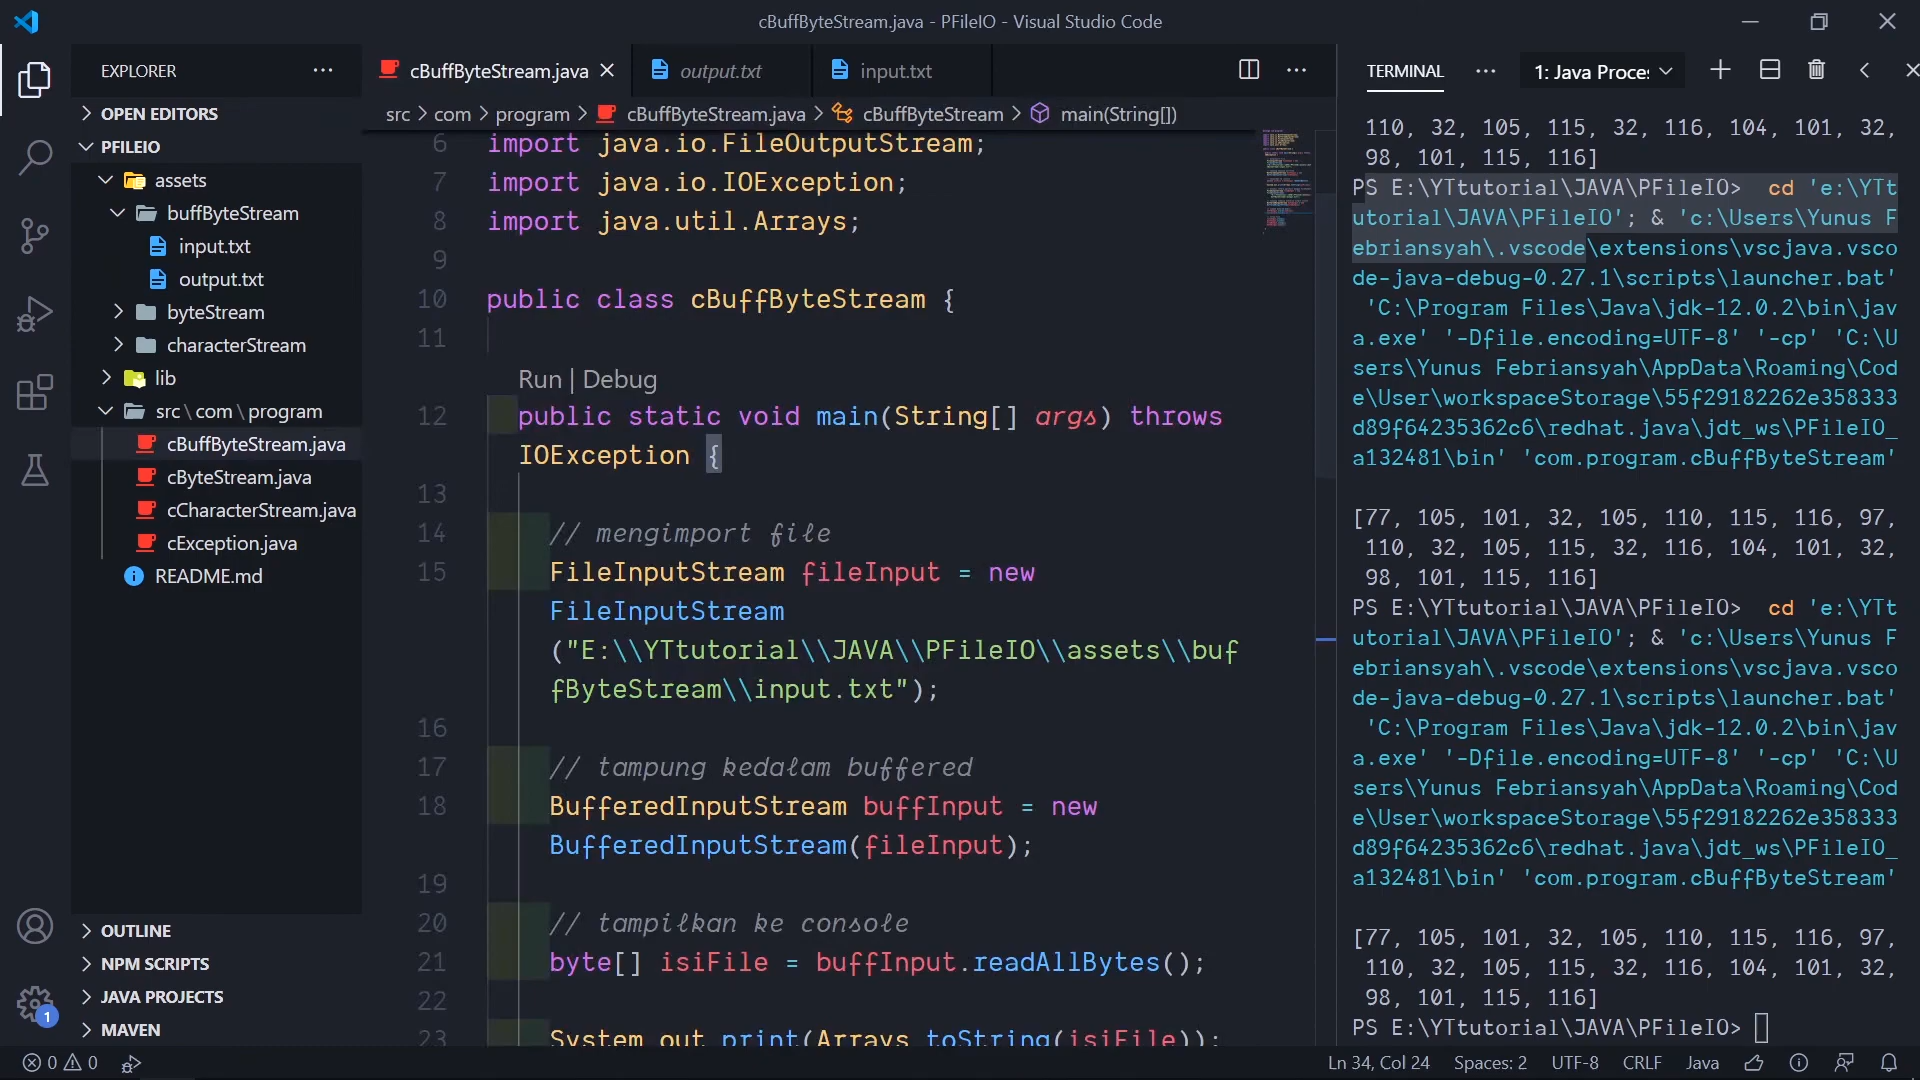 cBuffByteStream.java - PFileIO - Visual Studio Code
EXPLORER
OPEN EDITORS
PFILEIO
assets
buffByteStream
input.txt
output.txt
byteStream
characterStream
lib
src\com\program
cBuffByteStream.java
cByteStream.java
cCharacterStream.java
cException.java
README.md
OUTLINE
NPM SCRIPTS
JAVA PROJECTS
MAVEN
1
cBuffByteStream.java
output.txt
input.txt
src > com > program > cBuffByteStream.java > cBuffByteStream > main(String[])
6 import java.io.FileOutputStream;
7 import java.io.IOException;
8 import java.util.Arrays;
9
10 public class cBuffByteStream {
11
Run | Debug
12 public static void main(String[] args) throws
IOException {
13
14 // mengimport file
15 FileInputStream fileInput = new
FileInputStream
("E:\\YTtutorial\\JAVA\\PFileIO\\assets\\buf
fByteStream\\input.txt");
16
17 // tampung kedalam buffered
18 BufferedInputStream buffInput = new
BufferedInputStream(fileInput);
19
20 // tampilkan ke console
21 byte[] isiFile = buffInput.readAllBytes();
22
23 System.out.print(Arrays.toString(isiFile));
TERMINAL
1: Java Proces
110, 32, 105, 115, 32, 116, 104, 101, 32,
98, 101, 115, 116]
PS E:\YTtutorial\JAVA\PFileIO> cd 'e:\YTt
utorial\JAVA\PFileIO'; & 'c:\Users\Yunus F
ebriansyah\.vscode\extensions\vscjava.vsco
de-java-debug-0.27.1\scripts\launcher.bat'
'C:\Program Files\Java\jdk-12.0.2\bin\jav
a.exe' '-Dfile.encoding=UTF-8' '-cp' 'C:\U
sers\Yunus Febriansyah\AppData\Roaming\Cod
e\User\workspaceStorage\55f29182262e358333
d89f64235362c6\redhat.java\jdt_ws\PFileIO_
a132481\bin' 'com.program.cBuffByteStream'
[77, 105, 101, 32, 105, 110, 115, 116, 97,
110, 32, 105, 115, 32, 116, 104, 101, 32,
98, 101, 115, 116]
PS E:\YTtutorial\JAVA\PFileIO> cd 'e:\YTt
utorial\JAVA\PFileIO'; & 'c:\Users\Yunus F
ebriansyah\.vscode\extensions\vscjava.vsco
de-java-debug-0.27.1\scripts\launcher.bat'
'C:\Program Files\Java\jdk-12.0.2\bin\jav
a.exe' '-Dfile.encoding=UTF-8' '-cp' 'C:\U
sers\Yunus Febriansyah\AppData\Roaming\Cod
e\User\workspaceStorage\55f29182262e358333
d89f64235362c6\redhat.java\jdt_ws\PFileIO_
a132481\bin' 'com.program.cBuffByteStream'
[77, 105, 101, 32, 105, 110, 115, 116, 97,
110, 32, 105, 115, 32, 116, 104, 101, 32,
98, 101, 115, 116]
PS E:\YTtutorial\JAVA\PFileIO>
0 0
Ln 34, Col 24 Spaces: 2 UTF-8 CRLF Java